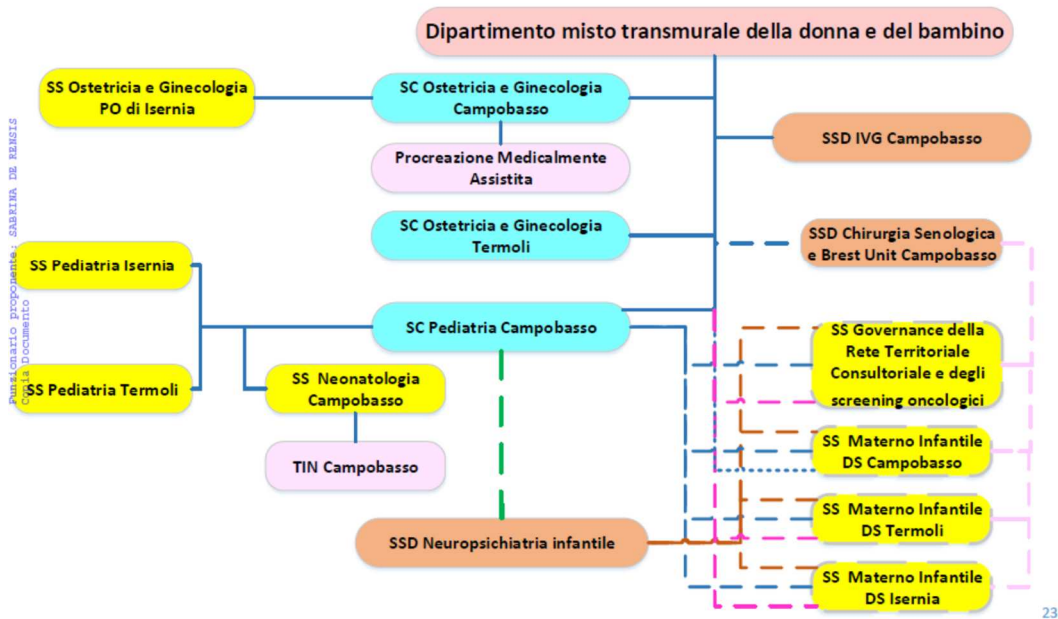 Dipartimento misto transmurale della donna e del bambino
SS Ostetricia e Ginecologia
PO di Isernia
SC Ostetricia e Ginecologia
Campobasso
SSD IVG Campobasso
Procreazione Medicalmente
Assistita
SC Ostetricia e Ginecologia
Termoli
SSD Chirurgia Senologica
e Brest Unit Campobasso
SS Pediatria Isernia
SC Pediatria Campobasso
SS Governance della
Rete Territoriale
Consultoriale e degli
screening oncologici
SS Pediatria Termoli
SS Neonatologia
Campobasso
SS Materno Infantile
DS Campobasso
TIN Campobasso
SS Materno Infantile
DS Termoli
SSD Neuropsichiatria infantile
SS Materno Infantile
DS Isernia
Funzionario proponente: SABRINA DE RENSIS
Copia Documento
23